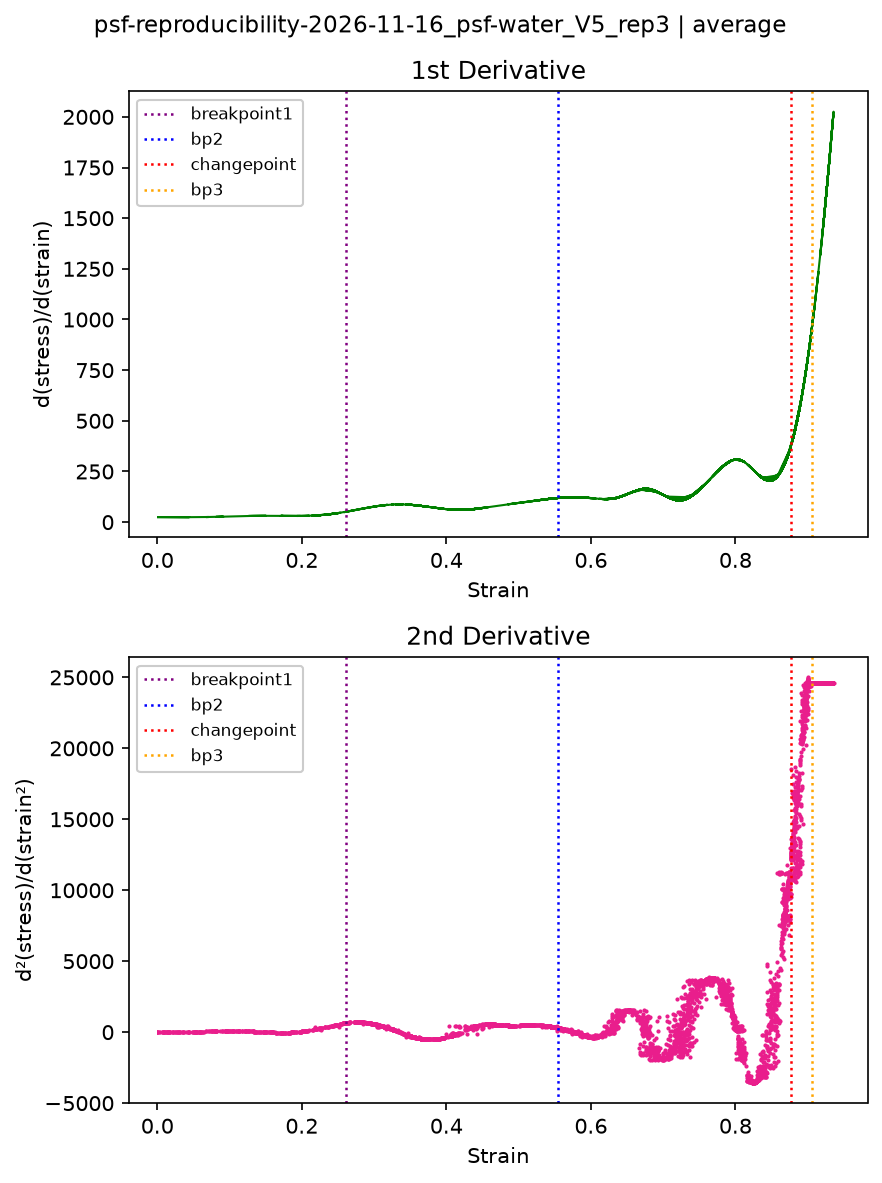 psf-reproducibility-2026-11-16_psf-water_V5_rep3 | average
1st Derivative
breakpoint1
bp2
changepoint
bp3
2000
1750
1500
1250
1000
750
500
250
0
d(stress)/d(strain)
0.0 0.2 0.4 0.6 0.8
Strain
2nd Derivative
breakpoint1
bp2
changepoint
bp3
25000
20000
15000
10000
5000
0
−5000
d²(stress)/d(strain²)
0.0 0.2 0.4 0.6 0.8
Strain